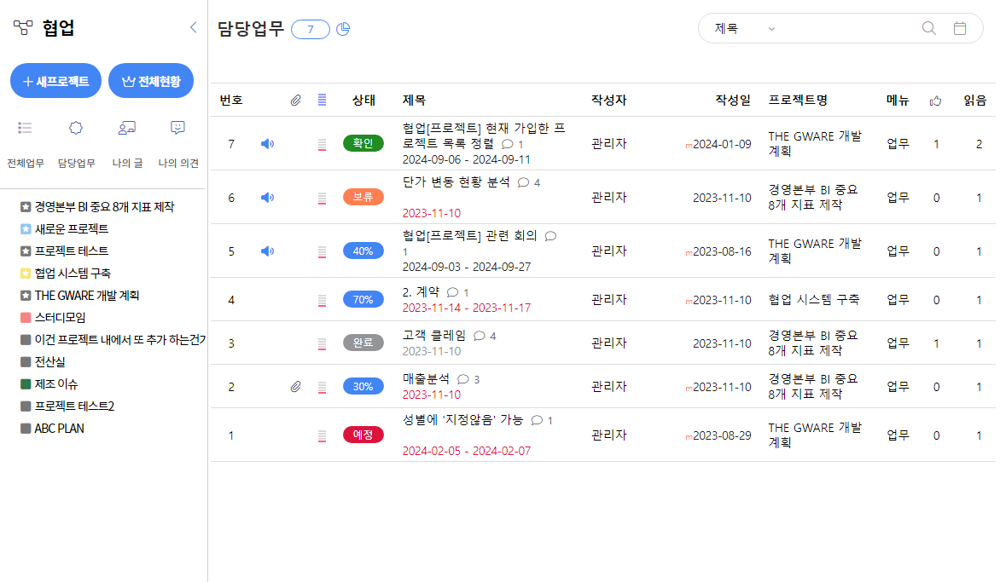 협업
새프로젝트 전체현황
전체업무 담당업무 나의 글 나의 의견
경영본부 BI 중요 8개 지표 제작
새로운 프로젝트
프로젝트 테스트
협업 시스템 구축
THE GWARE 개발 계획
스터디모임
이건 프로젝트 내에서 또 추가 하는건가
전산실
제조 이슈
프로젝트 테스트2
ABC PLAN
담당업무 7
제목
번호 상태 제목 작성자 작성일 프로젝트명 메뉴 읽음
협업[프로젝트] 현재 가입한 프
7 확인 로젝트 목록 정렬 1 관리자 m2024-01-09 THE GWARE 개발 업무 1 2
2024-09-06 - 2024-09-11 계획
단가 변동 현황 분석 4
6 보류 관리자 2023-11-10 경영본부 BI 중요 업무 0 1
2023-11-10 8개 지표 제작
협업[프로젝트] 관련 회의
5 40% 1 관리자 m2023-08-16 THE GWARE 개발 업무 0 1
2024-09-03 - 2024-09-27 계획
2. 계약 1
4 70% 관리자 m2023-11-10 협업 시스템 구축 업무 0 1
2023-11-14 - 2023-11-17
고객 클레임 4 경영본부 BI 중요
3 완료 관리자 2023-11-10 업무 1 1
2023-11-10 8개 지표 제작
매출분석 3 경영본부 BI 중요
2 30% 관리자 m2023-11-10 업무 0 1
2023-11-10 8개 지표 제작
성별에 '지정않음' 가능 1
1 예정 관리자 m2023-08-29 THE GWARE 개발 업무 0 1
2024-02-05 - 2024-02-07 계획